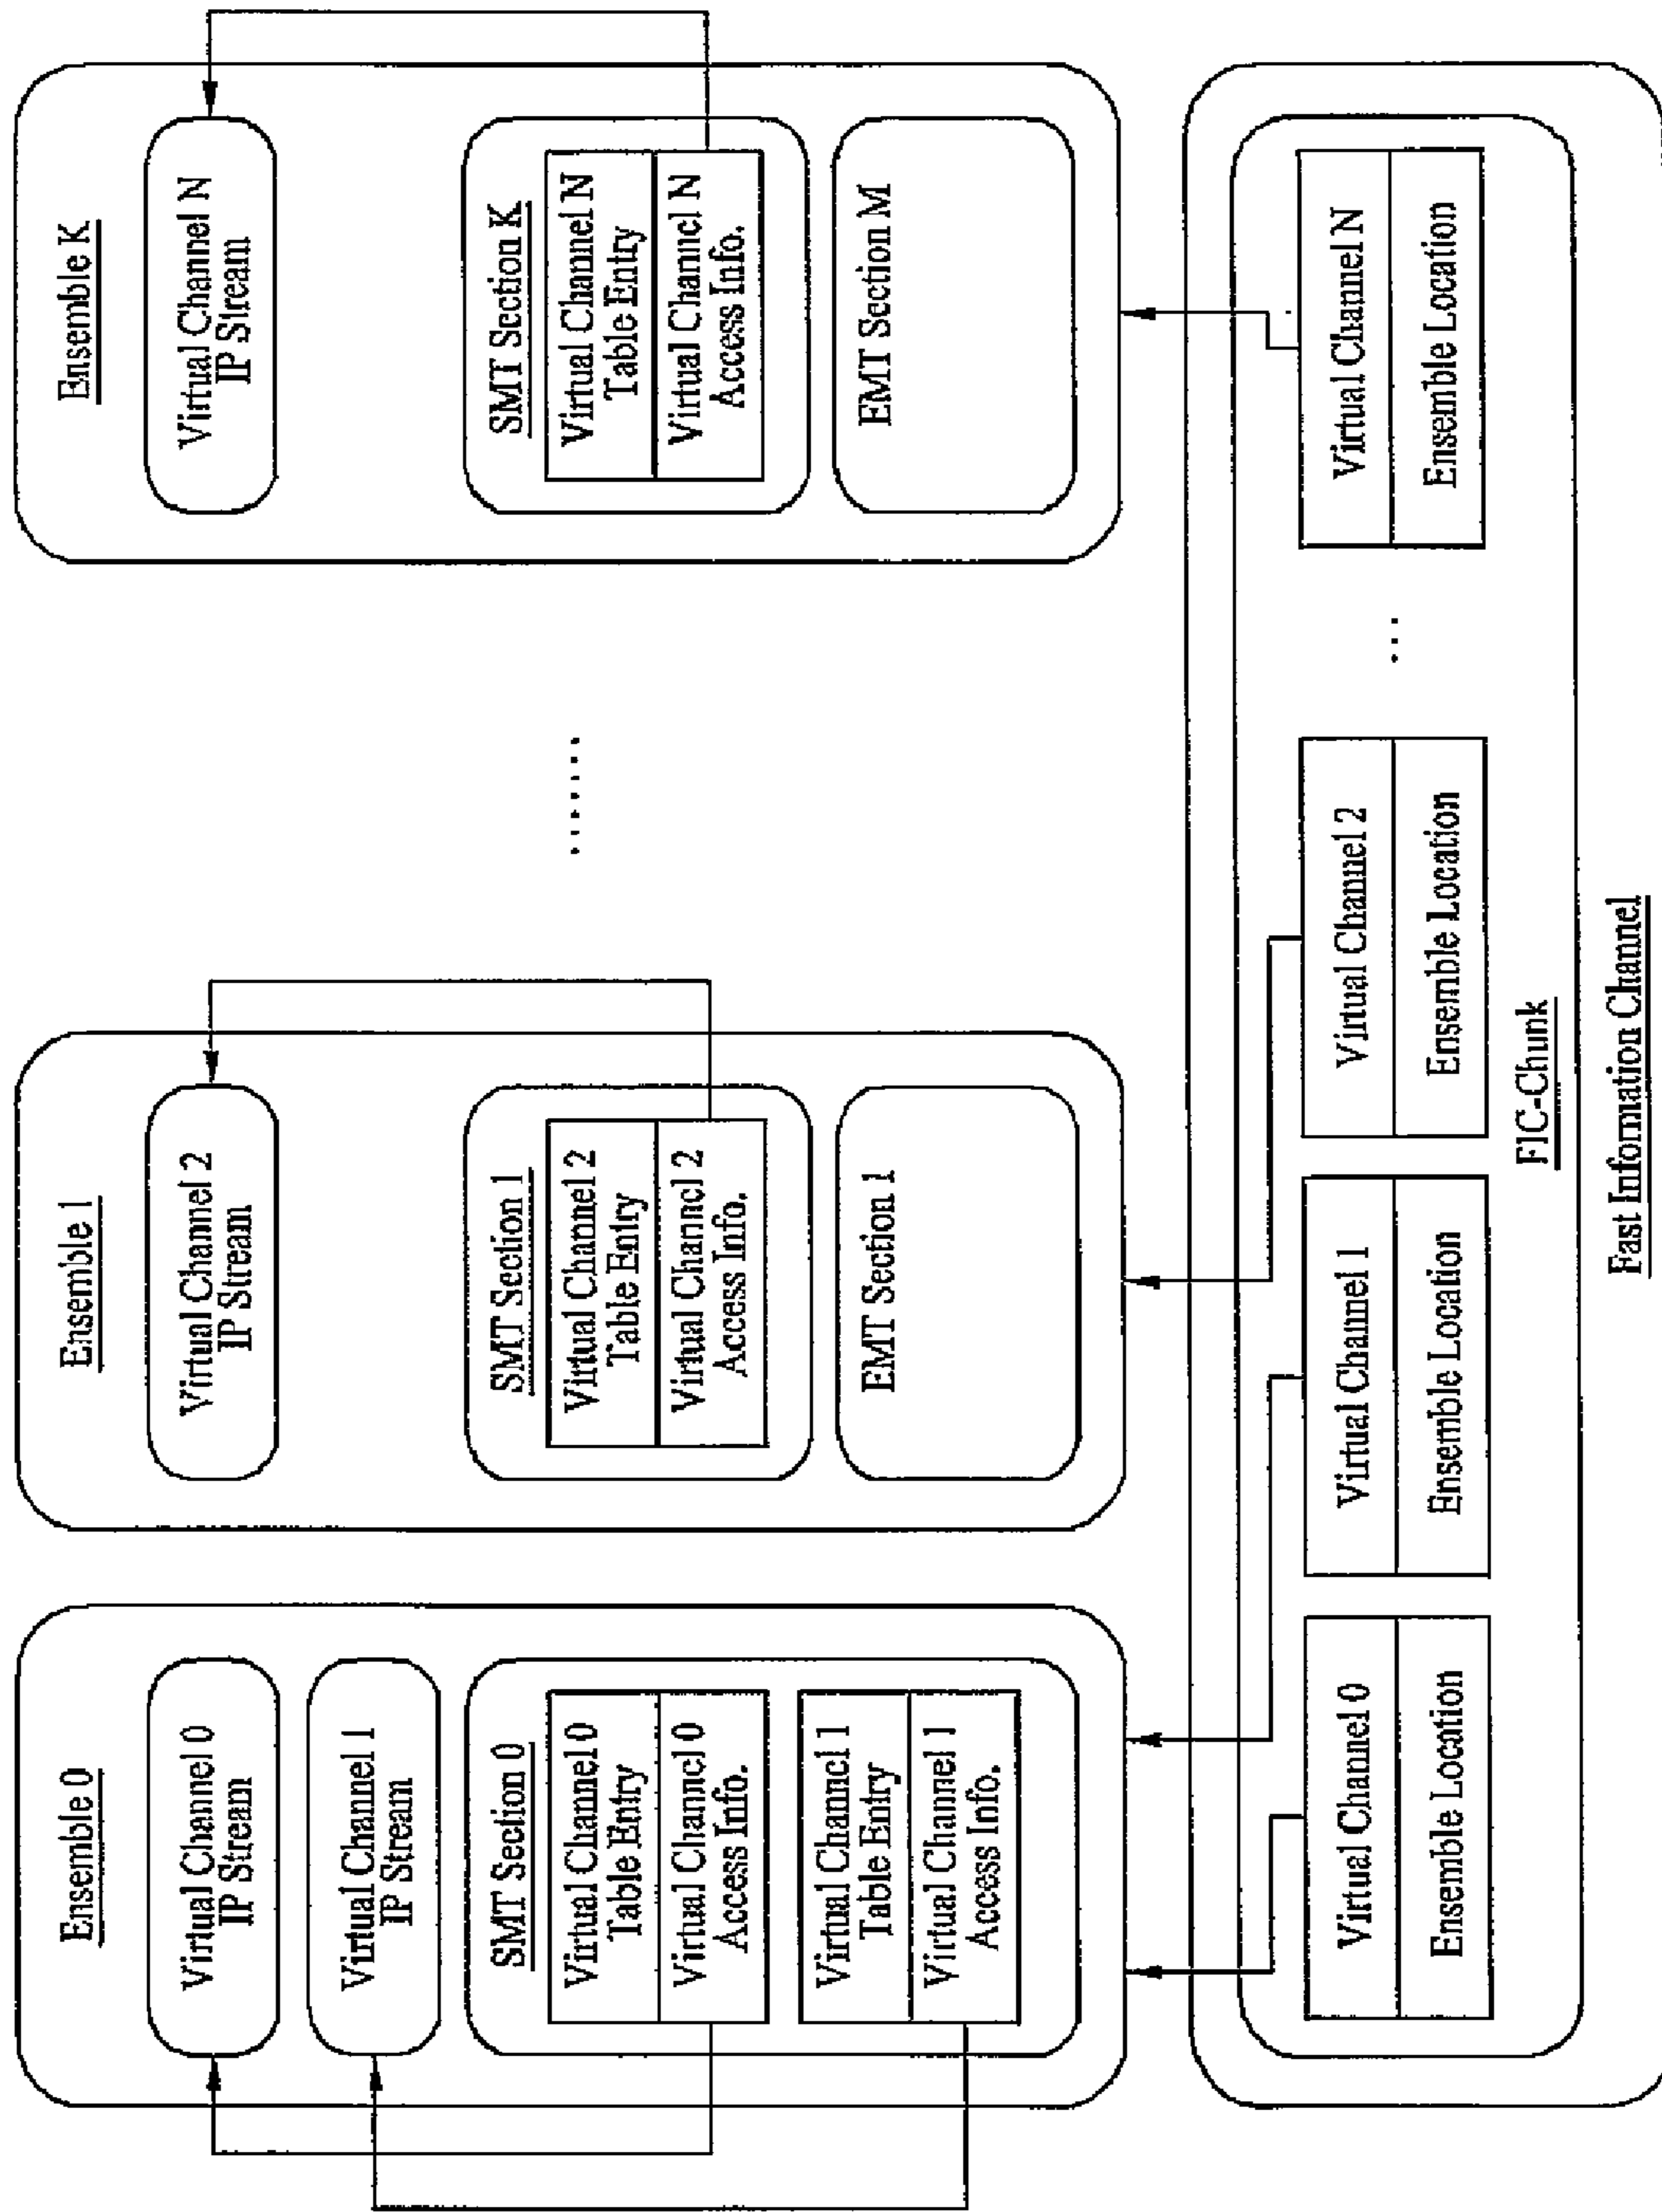 Ensemble 0
Virtual Channel 0
IP Stream
Virtual Channel 1
IP Stream
SMT Section 0
Virtual Channel 0
Table Entry
Virtual Channel 0
Access Info.
Virtual Channel 1
Table Entry
Virtual Channel 1
Access Info.
Ensemble 1
Virtual Channel 2
IP Stream
SMT Section 1
Virtual Channel 2
Table Entry
Virtual Channel 2
Access Info.
EMT Section 1
.......
Ensemble K
Virtual Channel N
IP Stream
SMT Section K
Virtual Channel N
Table Entry
Virtual Channel N
Access Info.
EMT Section M
Virtual Channel 0
Ensemble Location
Virtual Channel 1
Ensemble Location
Virtual Channel 2
Ensemble Location
...
Virtual Channel N
Ensemble Location
FIC-Chunk
Fast Information Channel